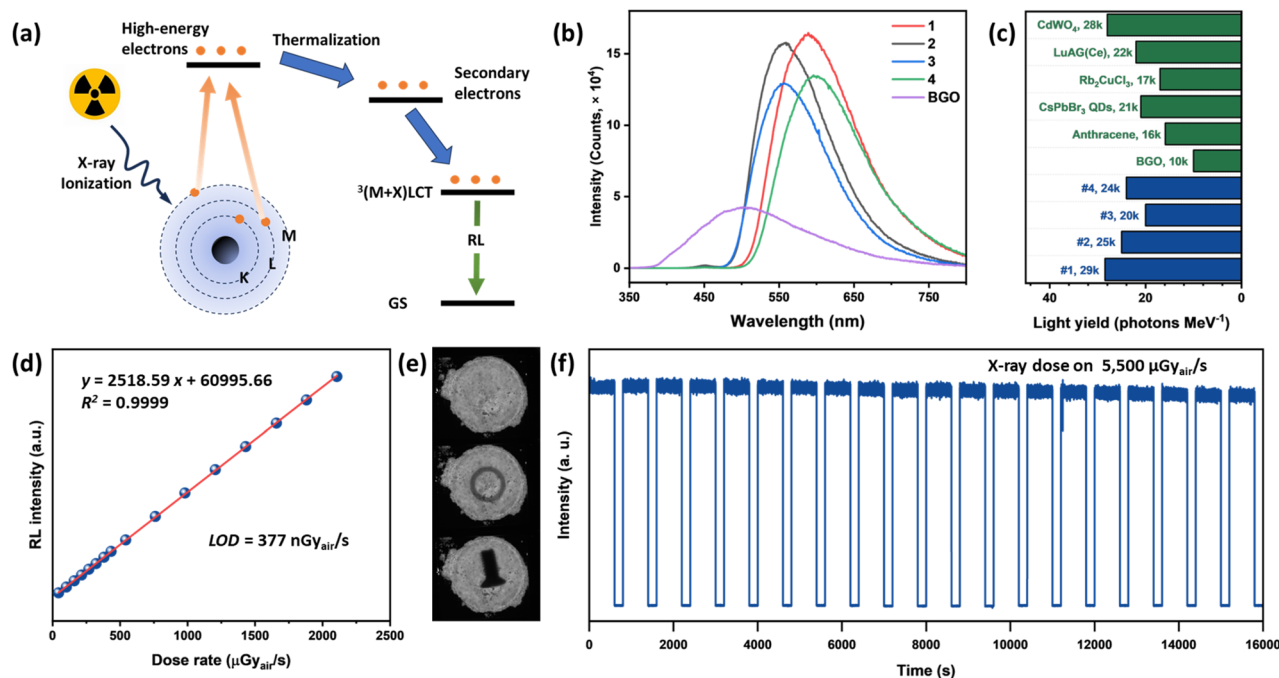 (a)
High-energy
electrons
Thermalization
Secondary
electrons
X-ray
Ionization
³(M+X)LCT
RL
GS
M
L
K
(b)
Intensity (Counts, × 10⁴)
15
10
5
0
350
450
500
650
750
Wavelength (nm)
1
2
3
4
BGO
(c)
CdWO₄, 28k
LuAG(Ce), 22k
Rb₂CuCl₃, 17k
CsPbBr₃ QDs, 21k
Anthracene, 16k
BGO, 10k
#4, 24k
#3, 20k
#2, 25k
#1, 29k
40
20
0
Light yield (photons MeV⁻¹)
(d)
y = 2518.59 x + 60995.66
R² = 0.9999
LOD = 377 nGyair/s
RL intensity (a.u.)
0
500
1000
1500
2000
2500
Dose rate (μGyair/s)
(e)
(f)
X-ray dose on 5,500 μGyair/s
Intensity (a. u.)
0
2000
4000
6000
8000
10000
12000
14000
16000
Time (s)